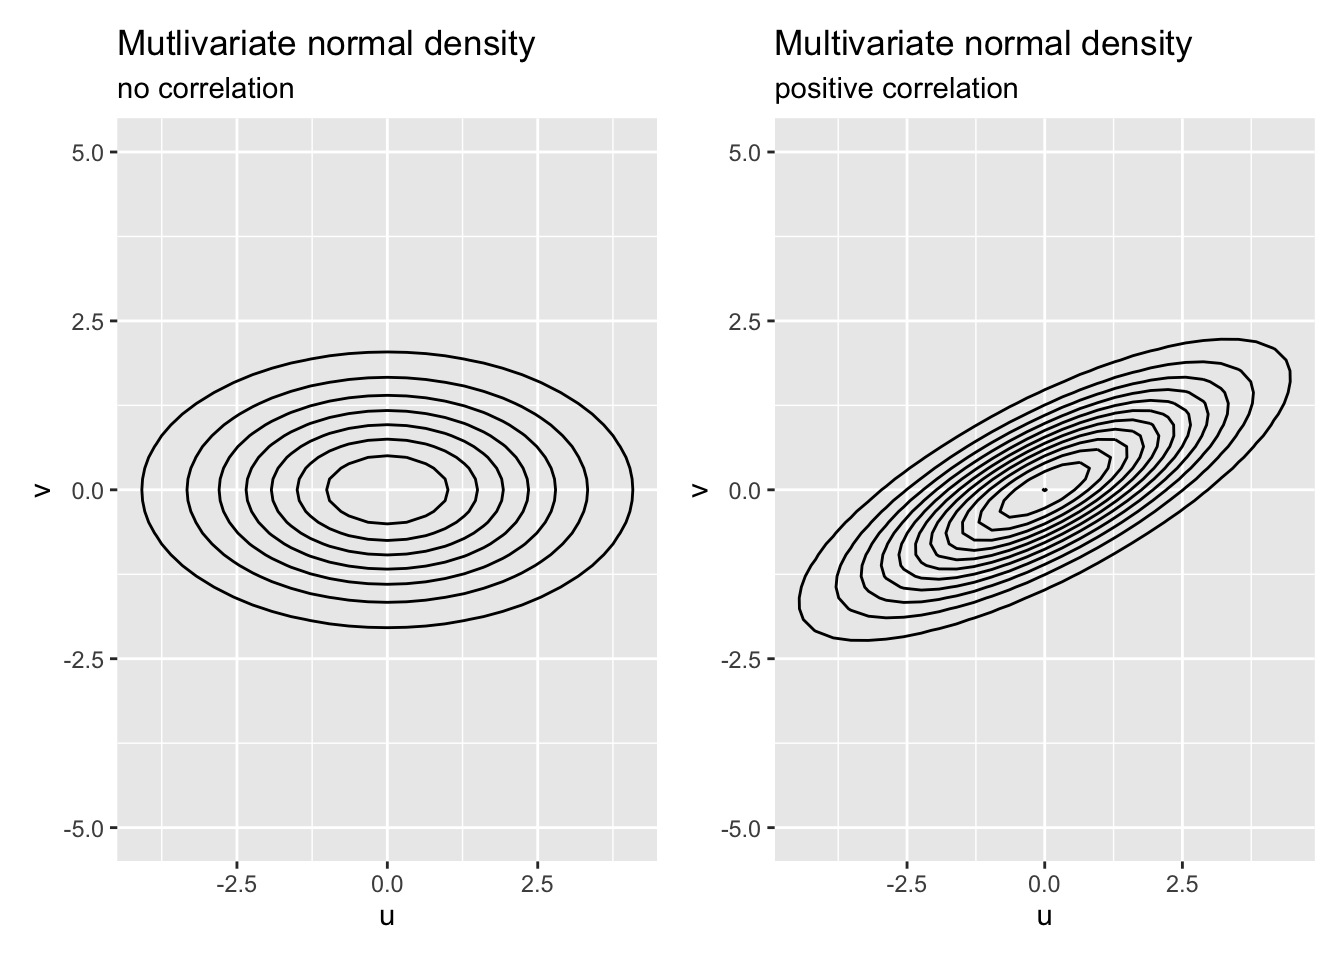 Mutlivariate normal density
no correlation
5.0
2.5
0.0
-2.5
-5.0
v
-2.5 0.0 2.5
u
Multivariate normal density
positive correlation
5.0
2.5
0.0
-2.5
-5.0
v
-2.5 0.0 2.5
u